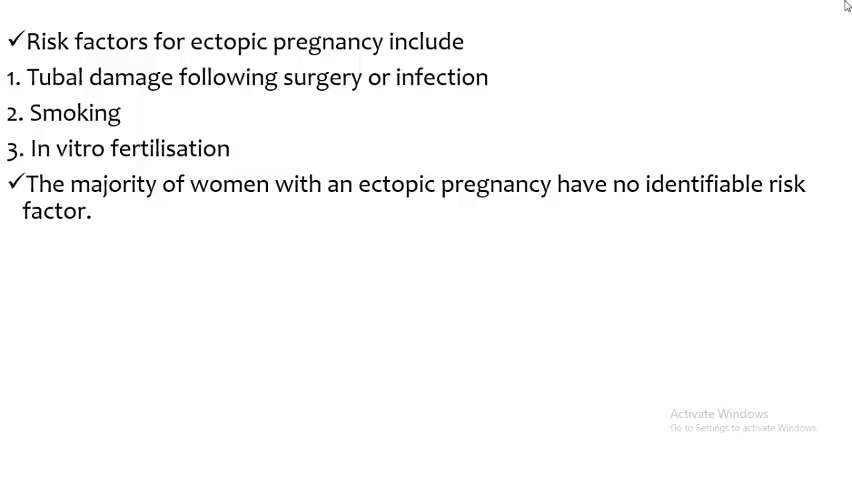 ✓Risk factors for ectopic pregnancy include
1. Tubal damage following surgery or infection
2. Smoking
3. In vitro fertilisation
✓The majority of women with an ectopic pregnancy have no identifiable risk
factor.
Activate Windows
Go to Settings to activate Windows.